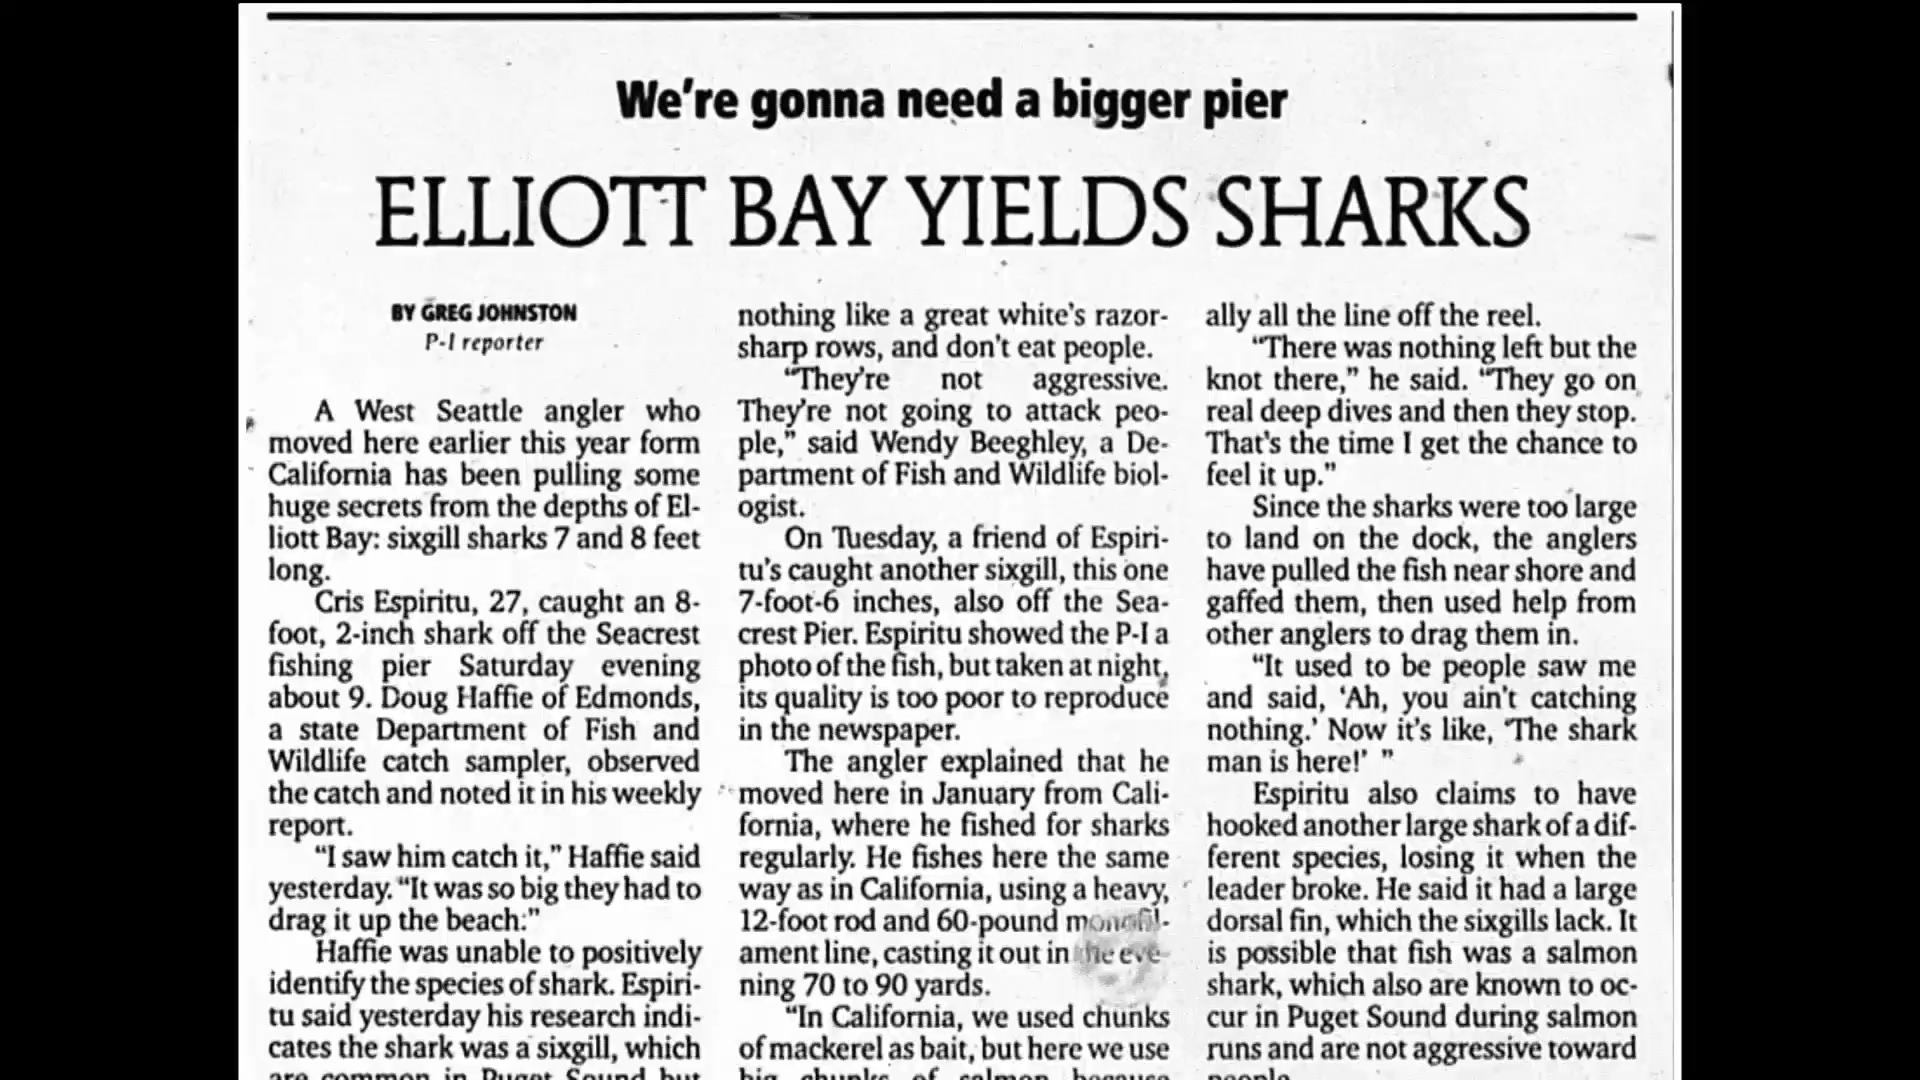 We're gonna need a bigger pier
ELLIOTT BAY YIELDS SHARKS
BY GREG JOHNSTON
P-I reporter
A West Seattle angler who
moved here earlier this year form
California has been pulling some
huge secrets from the depths of El-
liott Bay: sixgill sharks 7 and 8 feet
long.
Cris Espiritu, 27, caught an 8-
foot, 2-inch shark off the Seacrest
fishing pier Saturday evening
about 9. Doug Haffie of Edmonds,
a state Department of Fish and
Wildlife catch sampler, observed
the catch and noted it in his weekly
report.
“I saw him catch it,” Haffie said
yesterday. “It was so big they had to
drag it up the beach.”
Haffie was unable to positively
identify the species of shark. Espiri-
tu said yesterday his research indi-
cates the shark was a sixgill, which
are common in Puget Sound but
nothing like a great white's razor-
sharp rows, and don't eat people.
“They're not aggressive.
They're not going to attack peo-
ple,” said Wendy Beeghley, a De-
partment of Fish and Wildlife biol-
ogist.
On Tuesday, a friend of Espiri-
tu's caught another sixgill, this one
7-foot-6 inches, also off the Sea-
crest Pier. Espiritu showed the P-I a
photo of the fish, but taken at night,
its quality is too poor to reproduce
in the newspaper.
The angler explained that he
moved here in January from Cali-
fornia, where he fished for sharks
regularly. He fishes here the same
way as in California, using a heavy,
12-foot rod and 60-pound monofil-
ament line, casting it out in the eve-
ning 70 to 90 yards.
“In California, we used chunks
of mackerel as bait, but here we use
big chunks of salmon because
ally all the line off the reel.
“There was nothing left but the
knot there,” he said. “They go on
real deep dives and then they stop.
That's the time I get the chance to
feel it up.”
Since the sharks were too large
to land on the dock, the anglers
have pulled the fish near shore and
gaffed them, then used help from
other anglers to drag them in.
“It used to be people saw me
and said, ‘Ah, you ain't catching
nothing.’ Now it's like, ‘The shark
man is here!’ ”
Espiritu also claims to have
hooked another large shark of a dif-
ferent species, losing it when the
leader broke. He said it had a large
dorsal fin, which the sixgills lack. It
is possible that fish was a salmon
shark, which also are known to oc-
cur in Puget Sound during salmon
runs and are not aggressive toward
people.